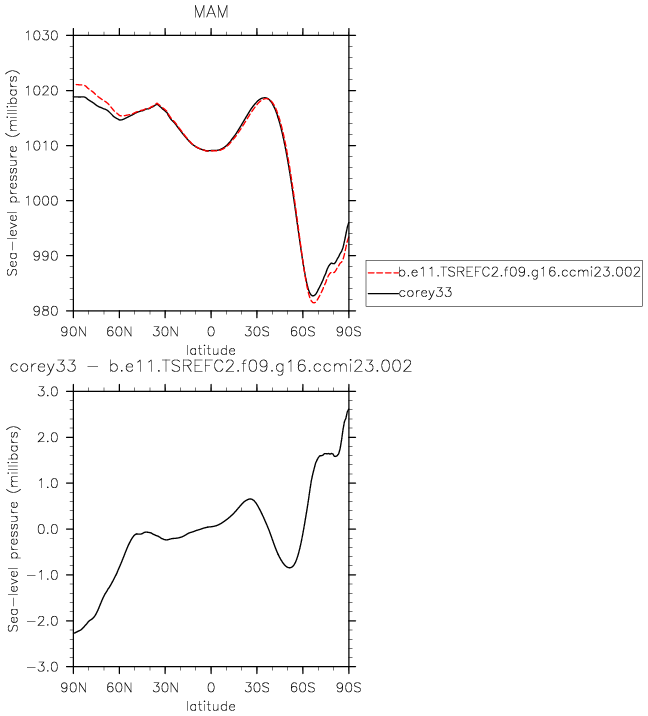 MAM
1030
1020
1010
1000
990
980
Sea-level pressure (millibars)
90N 60N 30N 0 30S 60S 90S
latitude
b.e11.TSREFC2.f09.g16.ccmi23.002
corey33
corey33 - b.e11.TSREFC2.f09.g16.ccmi23.002
3.0
2.0
1.0
0.0
-1.0
-2.0
-3.0
Sea-level pressure (millibars)
90N 60N 30N 0 30S 60S 90S
latitude